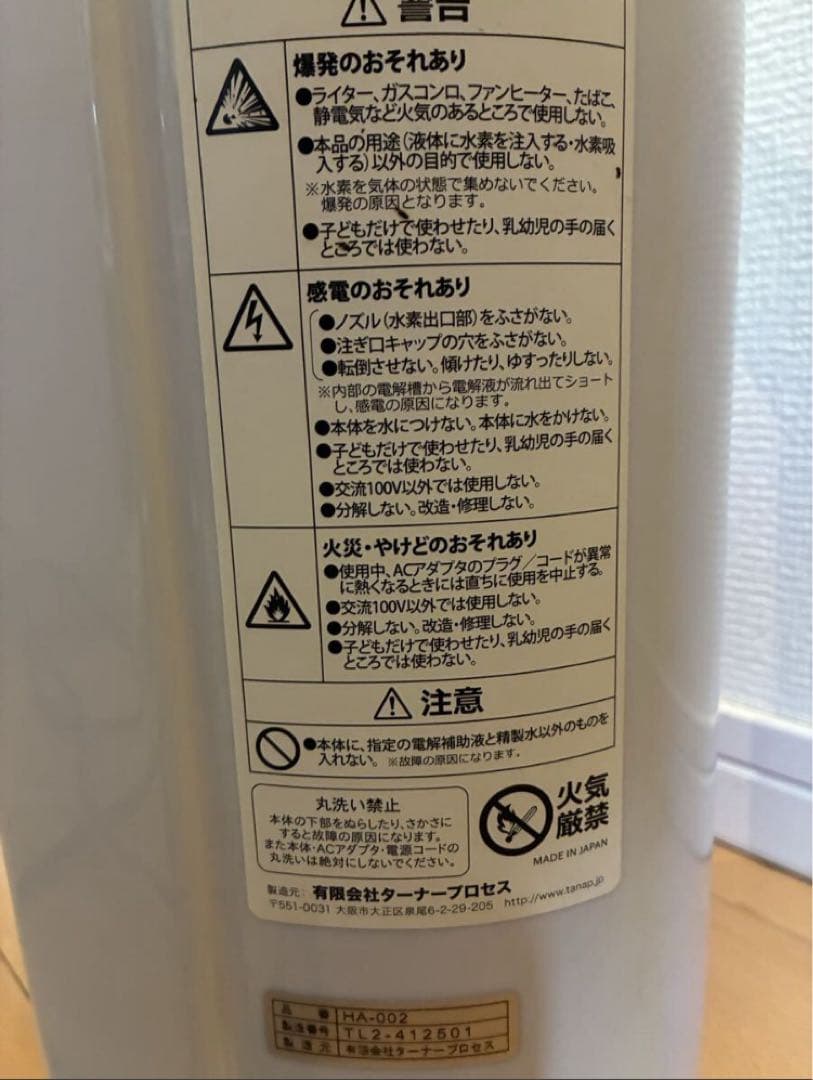 警告
爆発のおそれあり
●ライター、ガスコンロ、ファンヒーター、たばこ、
静電気など火気のあるところで使用しない。
●本品の用途（液体に水素を注入する・水素吸
入する）以外の目的で使用しない。
※水素を気体の状態で集めないでください。
爆発の原因となります。
●子どもだけで使わせたり、乳幼児の手の届く
ところでは使わない。
感電のおそれあり
●ノズル（水素出口部）をふさがない。
●注ぎ口キャップの穴をふさがない。
●転倒させない。傾けたり、ゆすったりしない。
※内部の電解槽から電解液が流れ出てショート
し、感電の原因になります。
●本体を水につけない。本体に水をかけない。
●子どもだけで使わせたり、乳幼児の手の届く
ところでは使わない。
●交流100V以外では使用しない。
●分解しない。改造・修理しない。
火災・やけどのおそれあり
●使用中、ACアダプタのプラグ／コードが異常
に熱くなるときには直ちに使用を中止する。
●交流100V以外では使用しない。
●分解しない。改造・修理しない。
●子どもだけで使わせたり、乳幼児の手の届く
ところでは使わない。
注意
●本体に、指定の電解補助液と精製水以外のものを
入れない。※故障の原因になります。
丸洗い禁止
本体の下部をぬらしたり、さかさに
すると故障の原因になります。
また本体・ACアダプタ・電源コードの
丸洗いは絶対にしないでください。
火気
厳禁
MADE IN JAPAN
製造元：有限会社ターナープロセス
〒551-0031 大阪市大正区泉尾6-2-29-205 http://www.tanap.jp
品番 HA-002
製造番号 TL2-412501
製造元 有限会社ターナープロセス